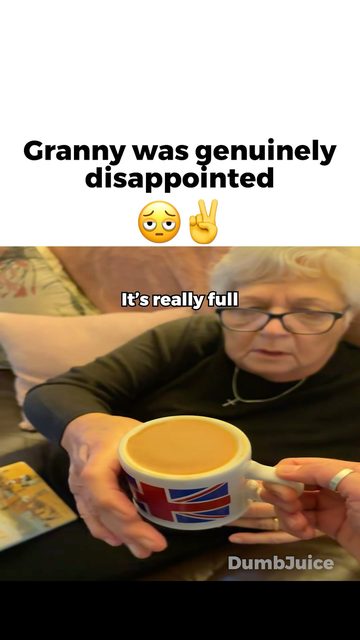 Granny was genuinely
disappointed
😔✌️
It's really full
DumbJuice